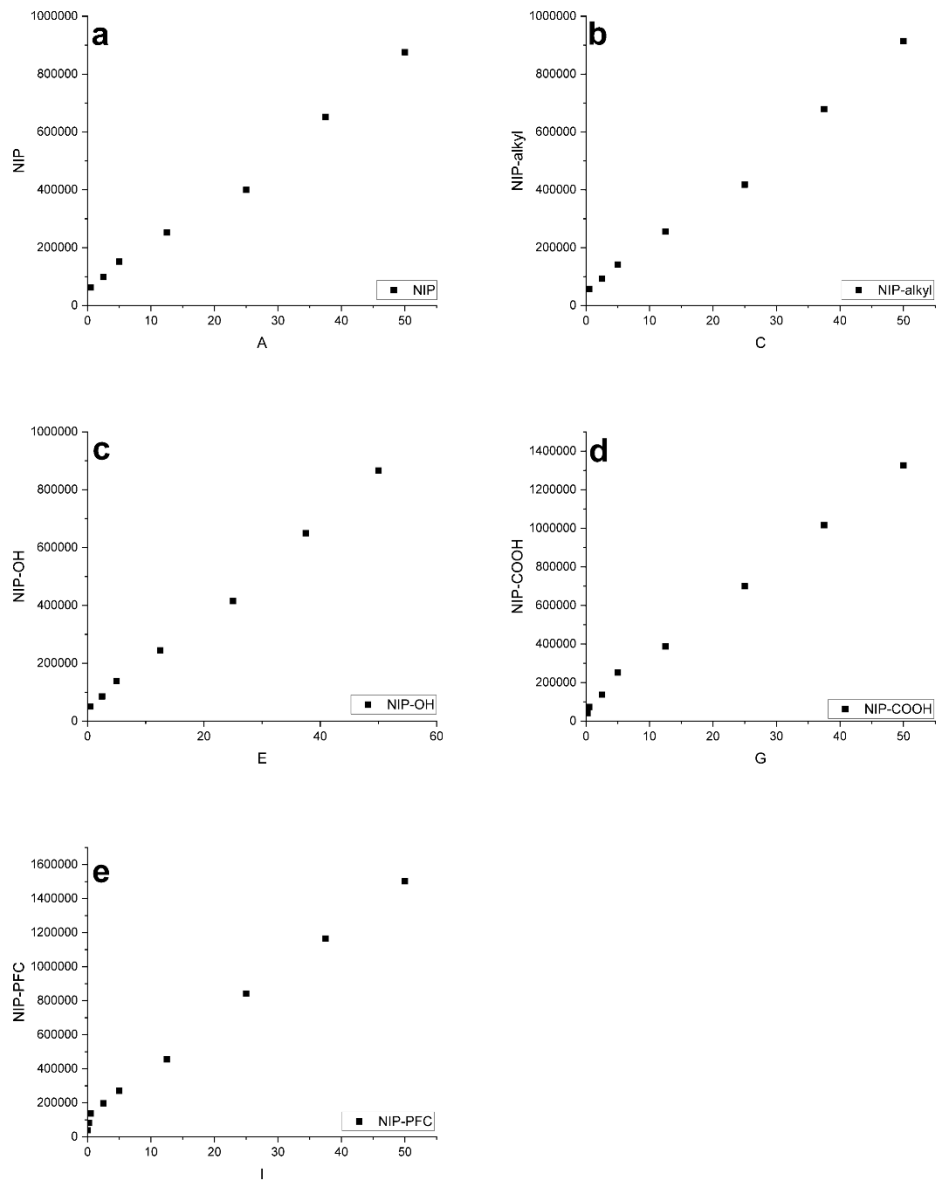 a
1000000
800000
600000
400000
200000
0
NIP
0 10 20 30 40 50
A
NIP
b
1000000
800000
600000
400000
200000
0
NIP-alkyl
0 10 20 30 40 50
C
NIP-alkyl
c
1000000
800000
600000
400000
200000
0
NIP-OH
0 20 40 60
E
NIP-OH
d
1400000
1200000
1000000
800000
600000
400000
200000
0
NIP-COOH
0 10 20 30 40 50
G
NIP-COOH
e
1600000
1400000
1200000
1000000
800000
600000
400000
200000
0
NIP-PFC
0 10 20 30 40 50
I
NIP-PFC